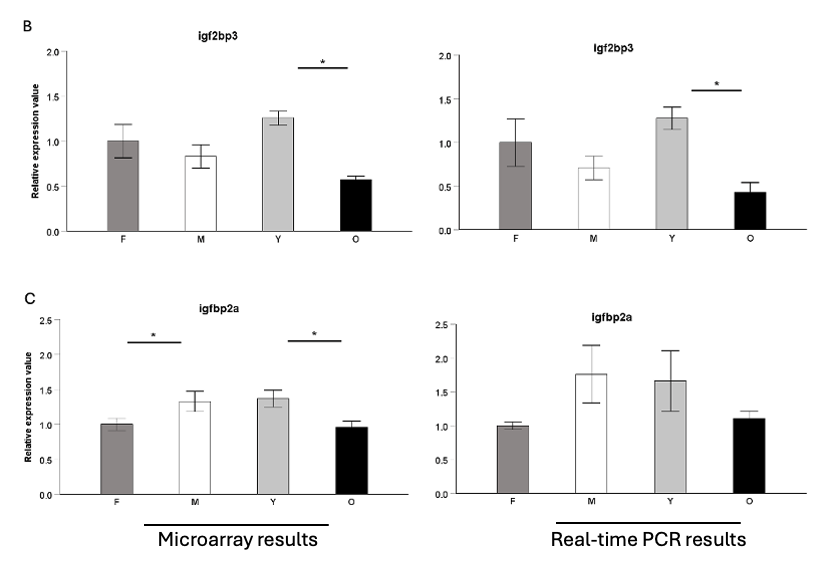 B
igf2bp3
Igf2bp3
Relative expression value
2.0
1.5
1.0
0.5
0.0
*
F M Y O
2.0
1.5
1.0
0.5
0.0
*
F M Y O
C
igfbp2a
igfbp2a
Relative expression value
2.5
2.0
1.5
1.0
0.5
0.0
*
*
F M Y O
2.5
2.0
1.5
1.0
0.5
0.0
F M Y O
Microarray results
Real-time PCR results